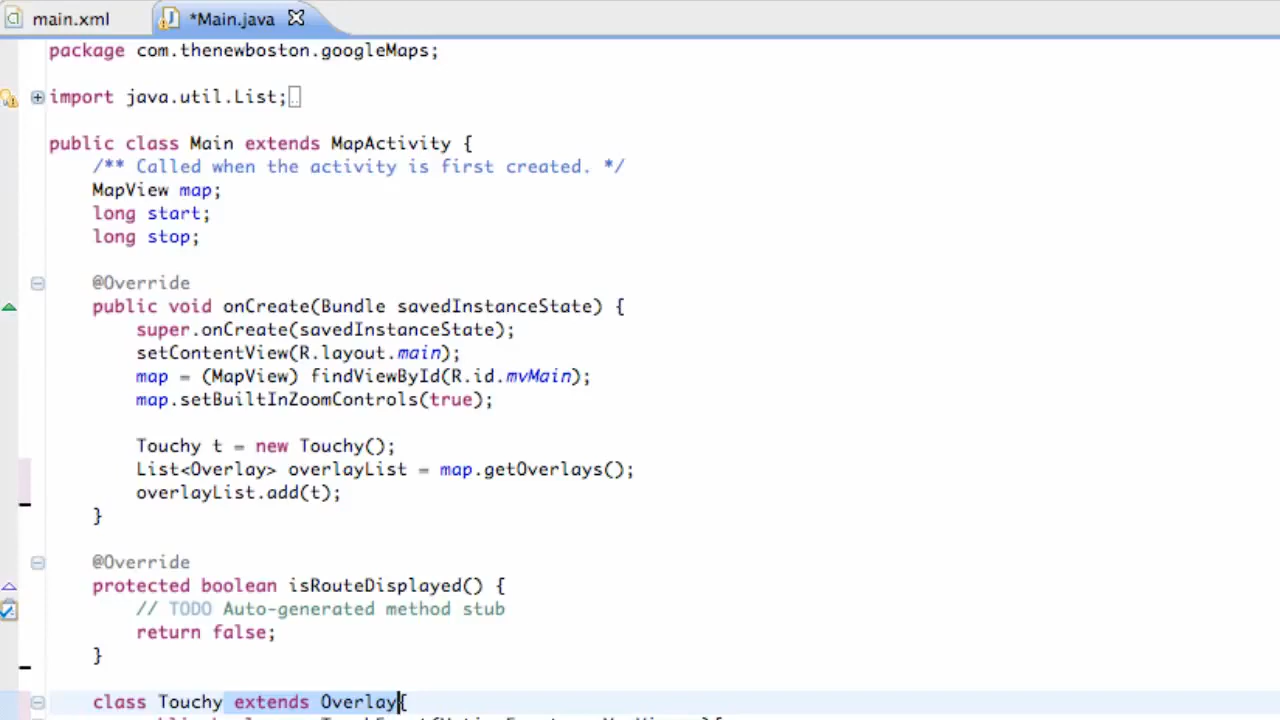 main.xml
*Main.java
package com.thenewboston.googleMaps;
import java.util.List;
public class Main extends MapActivity {
/** Called when the activity is first created. */
MapView map;
long start;
long stop;
@Override
public void onCreate(Bundle savedInstanceState) {
super.onCreate(savedInstanceState);
setContentView(R.layout.main);
map = (MapView) findViewById(R.id.mvMain);
map.setBuiltInZoomControls(true);
Touchy t = new Touchy();
List<Overlay> overlayList = map.getOverlays();
overlayList.add(t);
}
@Override
protected boolean isRouteDisplayed() {
// TODO Auto-generated method stub
return false;
}
class Touchy extends Overlay{